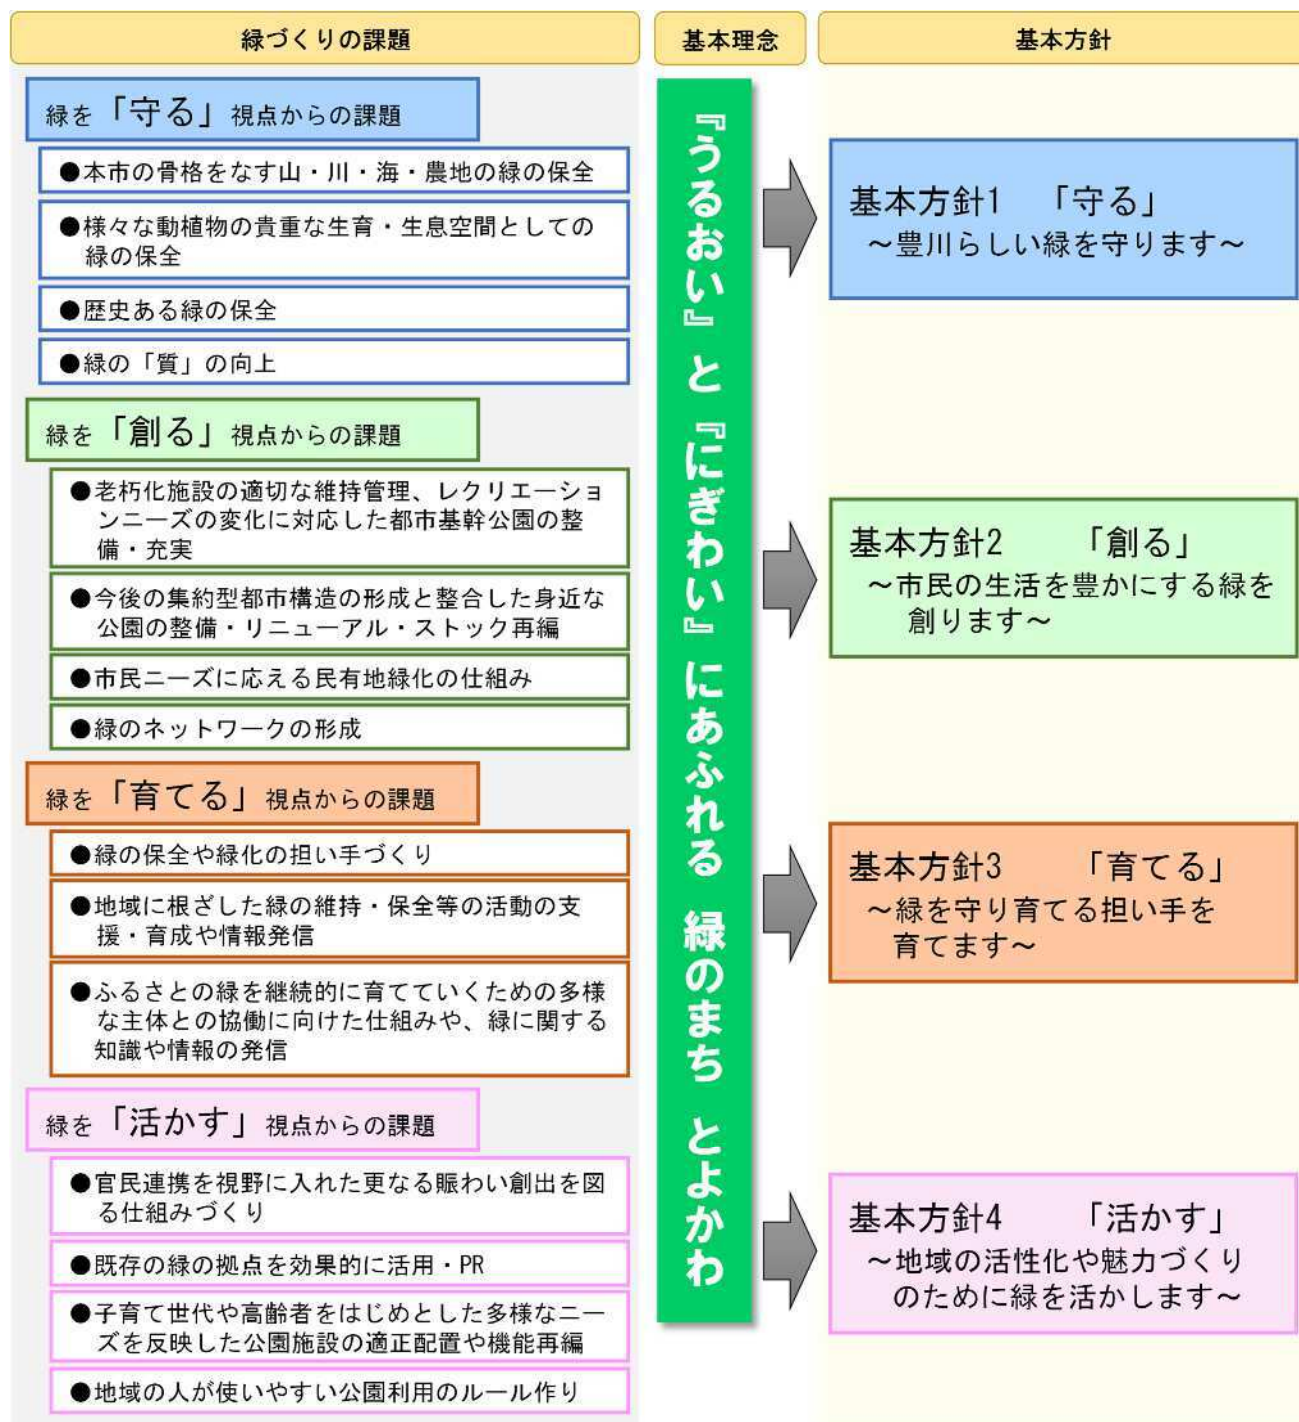 緑づくりの課題
緑を「守る」視点からの課題
●本市の骨格をなす山・川・海・農地の緑の保全
●様々な動植物の貴重な生育・生息空間としての
緑の保全
●歴史ある緑の保全
●緑の「質」の向上
緑を「創る」視点からの課題
●老朽化施設の適切な維持管理、レクリエーショ
ンニーズの変化に対応した都市基幹公園の整
備・充実
●今後の集約型都市構造の形成と整合した身近な
公園の整備・リニューアル・ストック再編
●市民ニーズに応える民有地緑化の仕組み
●緑のネットワークの形成
緑を「育てる」視点からの課題
●緑の保全や緑化の担い手づくり
●地域に根ざした緑の維持・保全等の活動の支
援・育成や情報発信
●ふるさとの緑を継続的に育てていくための多様
な主体との協働に向けた仕組みや、緑に関する
知識や情報の発信
緑を「活かす」視点からの課題
●官民連携を視野に入れた更なる賑わい創出を図
る仕組みづくり
●既存の緑の拠点を効果的に活用・PR
●子育て世代や高齢者をはじめとした多様なニー
ズを反映した公園施設の適正配置や機能再編
●地域の人が使いやすい公園利用のルール作り
基本理念
『うるおい』と『にぎわい』にあふれる 緑のまち とよかわ
基本方針
基本方針1 「守る」
～豊川らしい緑を守ります～
基本方針2 「創る」
～市民の生活を豊かにする緑を
創ります～
基本方針3 「育てる」
～緑を守り育てる担い手を
育てます～
基本方針4 「活かす」
～地域の活性化や魅力づくり
のために緑を活かします～